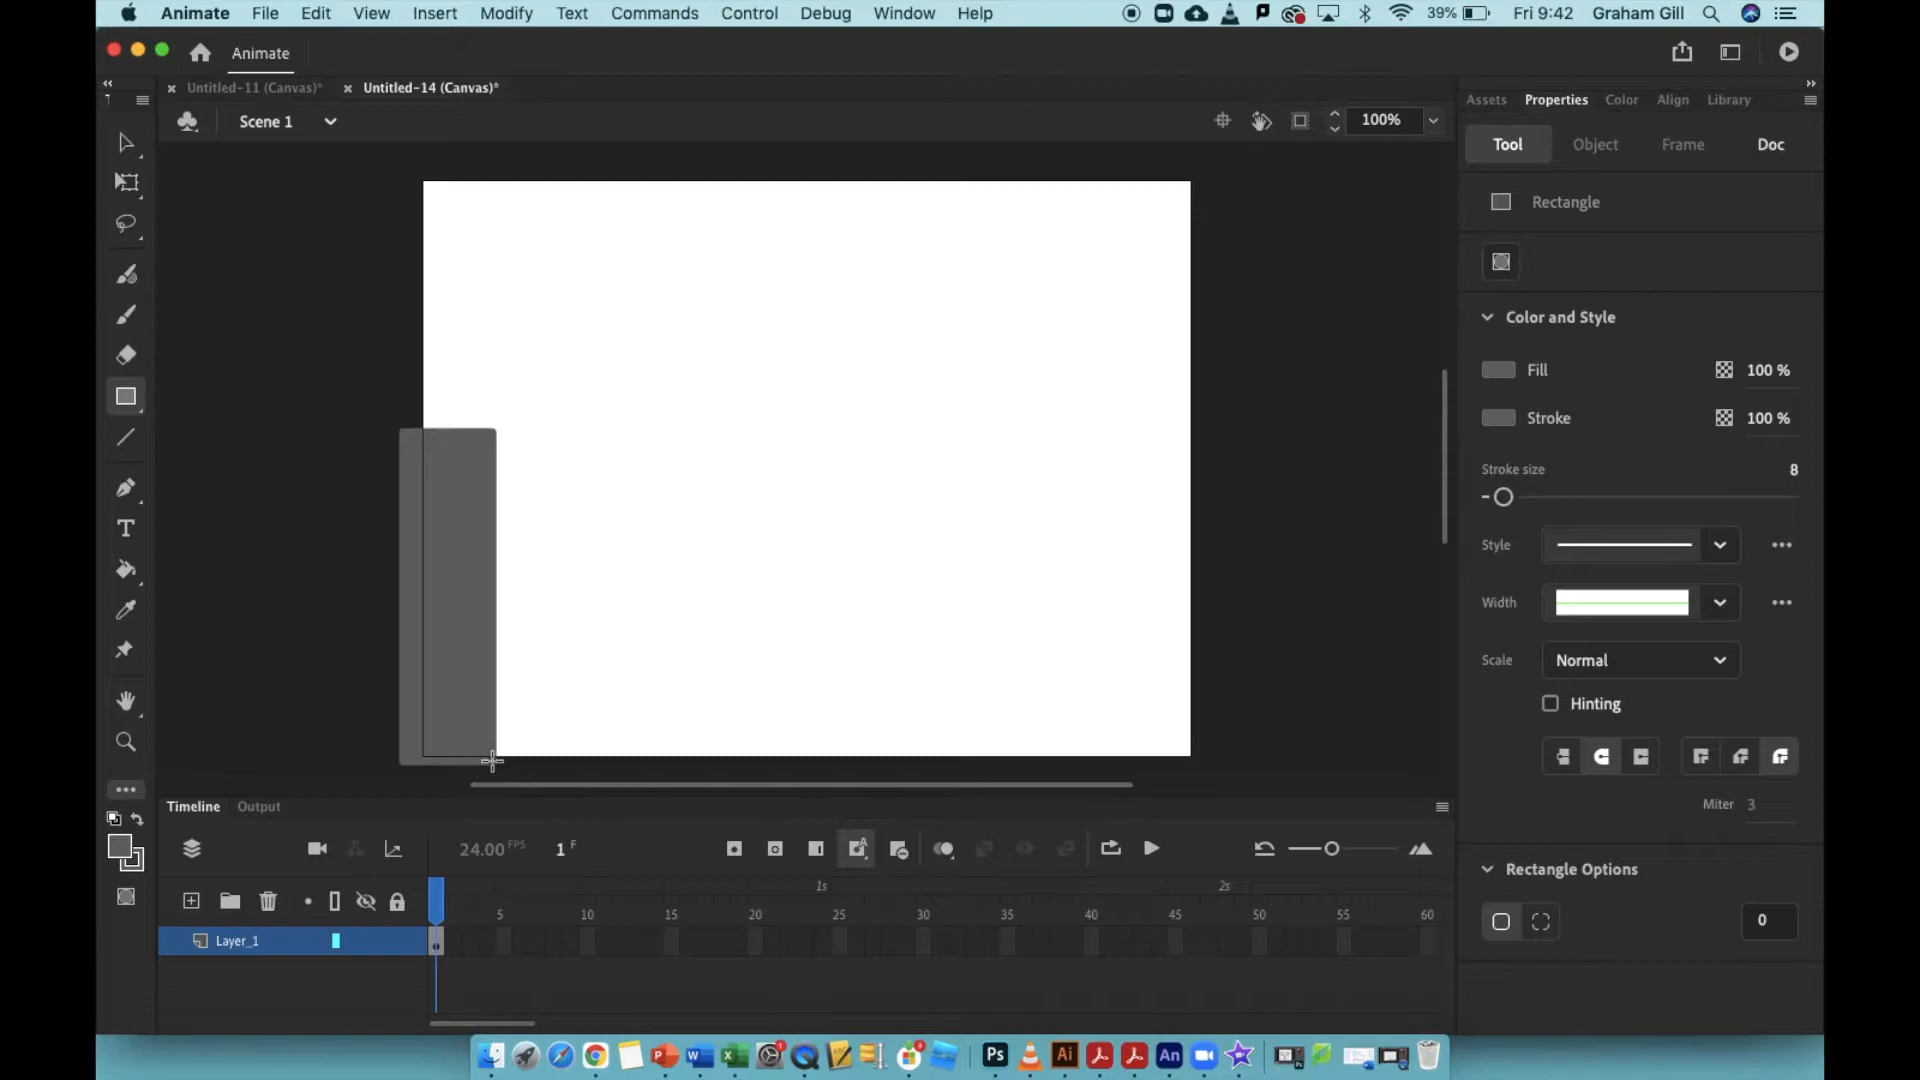 Animate File Edit View Insert Modify Text Commands Control Debug Window Help 39% Fri 9:42 Graham Gill
Animate
Untitled-11 (Canvas)* Untitled-14 (Canvas)*
Assets Properties Color Align Library
Scene 1 100%
Tool Object Frame Doc
Rectangle
Color and Style
Fill 100 %
Stroke 100 %
Stroke size 8
Style
Width
Scale Normal
Hinting
Miter 3
Timeline Output
24.00 FPS 1 F
Rectangle Options
0
1s 2s
5 10 15 20 25 30 35 40 45 50 55 60
Layer_1
Ps Ai An